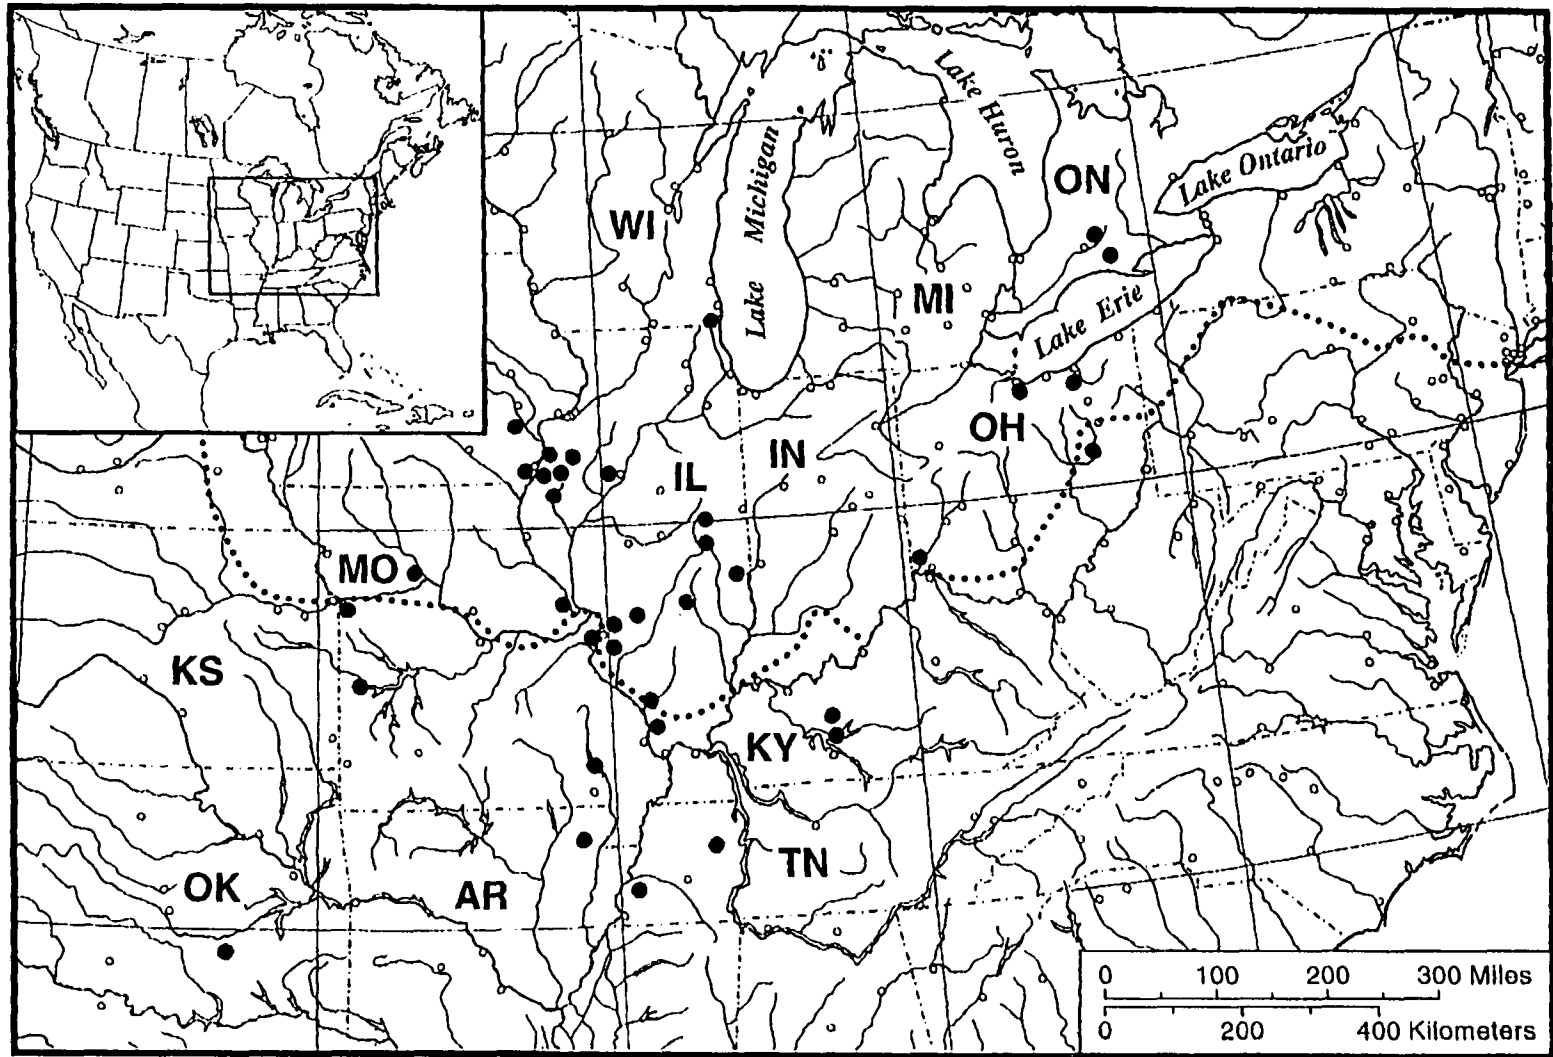 Lake Huron
ON
Lake Ontario
Lake Michigan
WI
MI
Lake Erie
OH
IN
IL
MO
KS
KY
TN
OK
AR
0 100 200 300 Miles
0 200 400 Kilometers